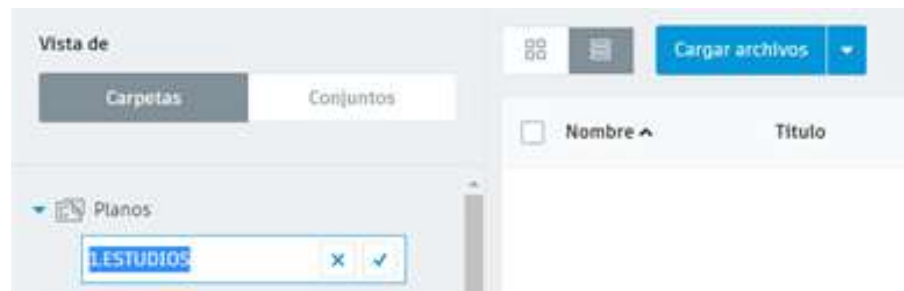 Vista de
Carpetas
Conjuntos
Cargar archivos
Nombre
Título
Planos
1.ESTUDIOS